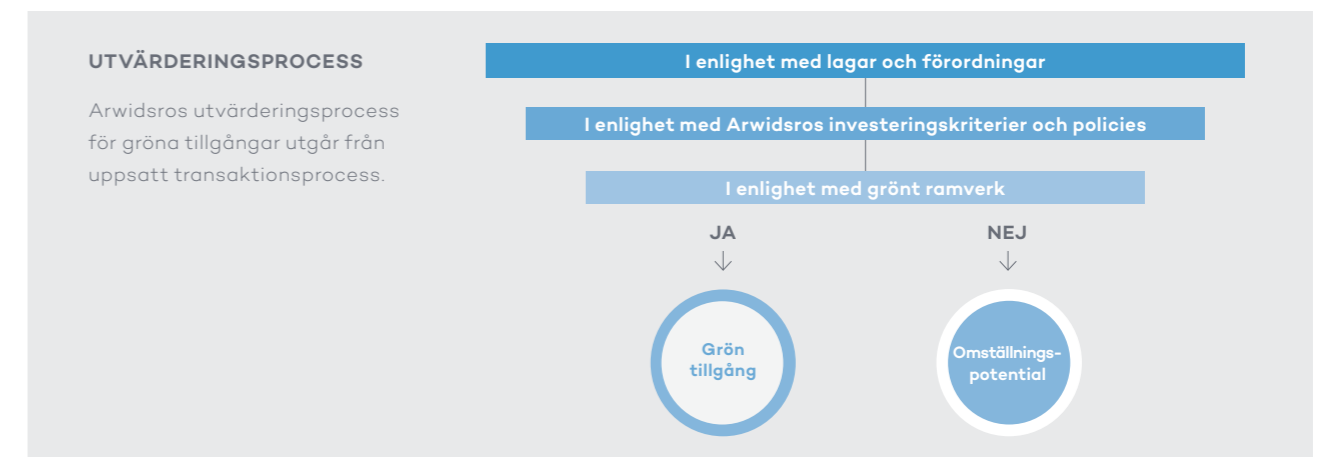 UTVÄRDERINGSPROCESS
Arwidsros utvärderingsprocess
för gröna tillgångar utgår från
uppsatt transaktionsprocess.
I enlighet med lagar och förordningar
I enlighet med Arwidsros investeringskriterier och policies
I enlighet med grönt ramverk
JA
NEJ
Grön
tillgång
Omställnings-
potential